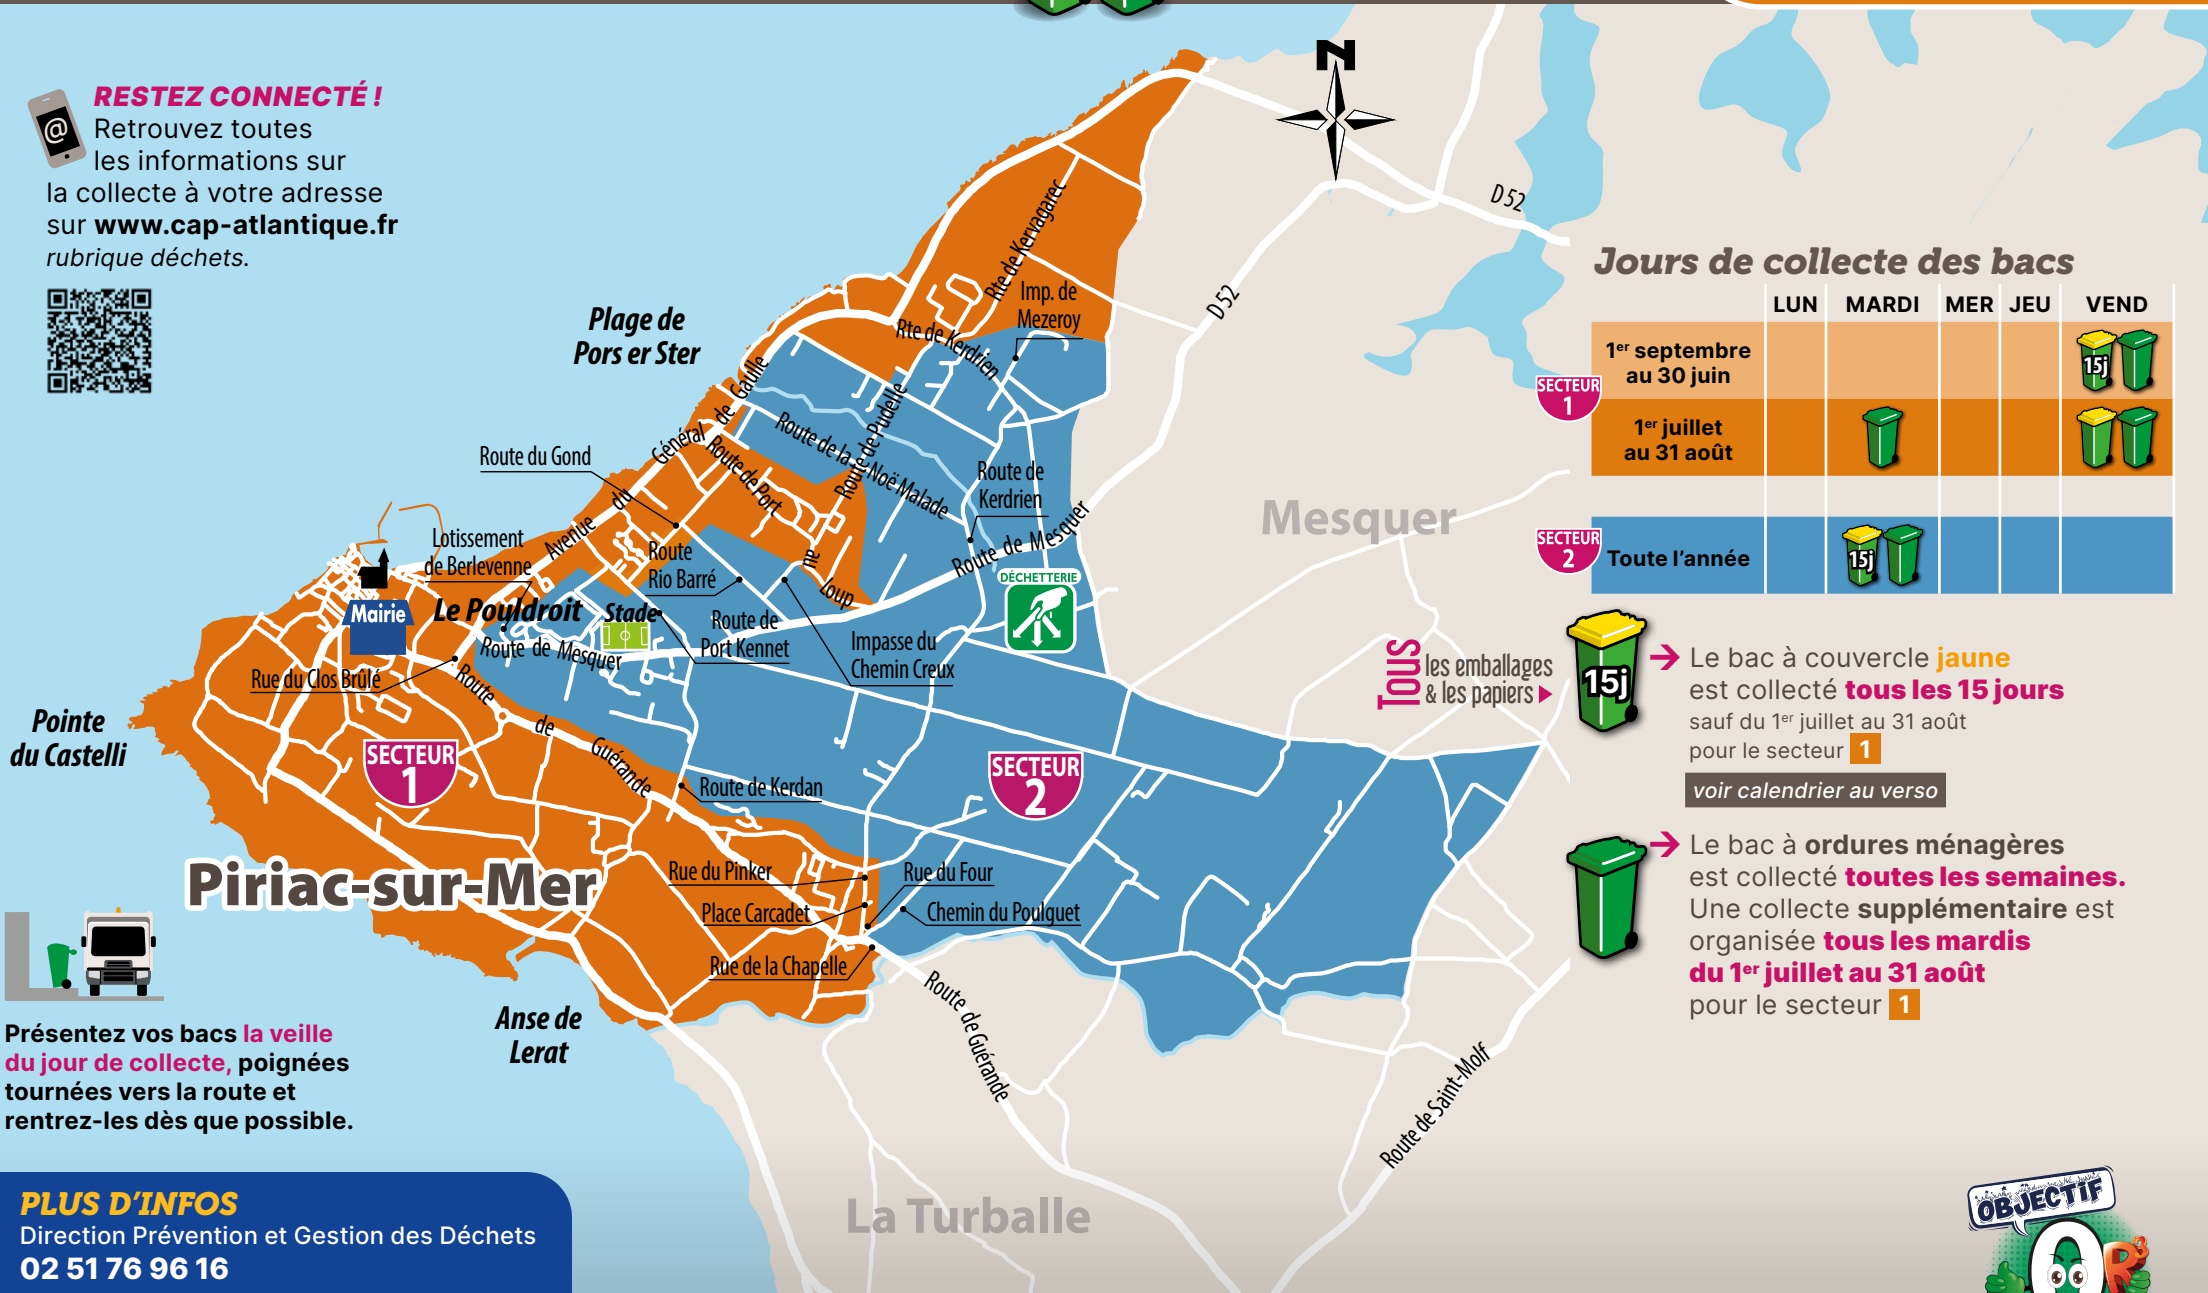 RESTEZ CONNECTÉ !
@
Retrouvez toutes
les informations sur
la collecte à votre adresse
sur www.cap-atlantique.fr
rubrique déchets.
N
D 52
D 52
Rte de Kervagarec
Imp. de
Mezeroy
Rte de Kerdrien
Plage de
Pors er Ster
Avenue du Général de Gaulle
Route de Pudelle
Route de la Noë Malade
Route du Gond
Route de Port au Loup
Route de
Kerdrien
Route de Mesquer
Mesquer
Lotissement
de Berlevenne
Route
Rio Barré
DÉCHETTERIE
Mairie
Le Pouldroit
Stade
Route de Mesquer
Route de
Port Kennet
Impasse du
Chemin Creux
Rue du Clos Brûlé
Pointe
du Castelli
Route de Guérande
SECTEUR
1
SECTEUR
2
Route de Kerdan
Piriac-sur-Mer
Rue du Pinker
Rue du Four
Place Carcadet
Chemin du Poulguet
Rue de la Chapelle
Anse de
Lerat
Route de Guérande
Route de Saint-Molf
La Turballe
Présentez vos bacs la veille
du jour de collecte, poignées
tournées vers la route et
rentrez-les dès que possible.
PLUS D'INFOS
Direction Prévention et Gestion des Déchets
02 51 76 96 16
Jours de collecte des bacs
LUN MARDI MER JEU VEND
SECTEUR
1
1er septembre
au 30 juin
15j
1er juillet
au 31 août
SECTEUR
2
Toute l'année
15j
TOUS
les emballages
& les papiers
15j
Le bac à couvercle jaune
est collecté tous les 15 jours
sauf du 1er juillet au 31 août
pour le secteur 1
voir calendrier au verso
Le bac à ordures ménagères
est collecté toutes les semaines.
Une collecte supplémentaire est
organisée tous les mardis
du 1er juillet au 31 août
pour le secteur 1
OBJECTIF
R3